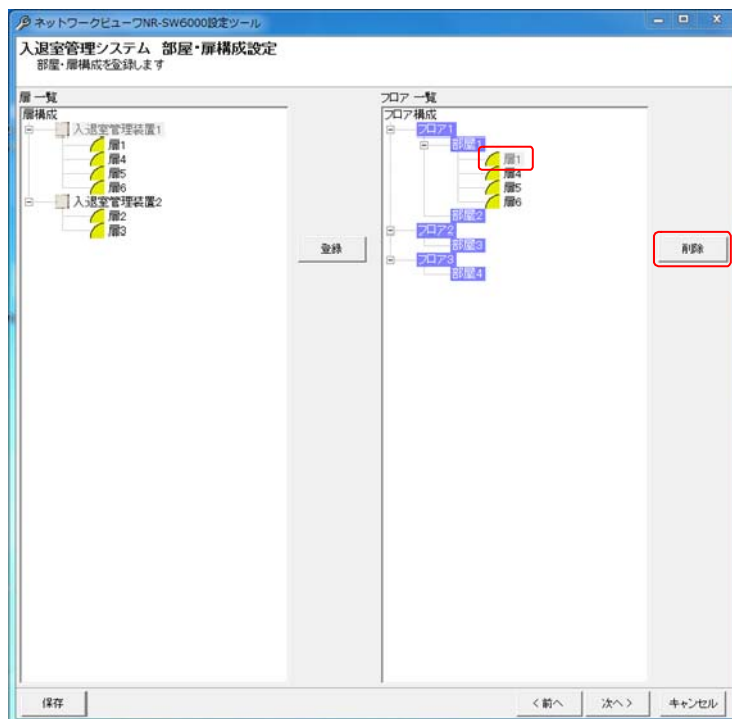 ネットワークビューワNR-SW6000設定ツール
入退室管理システム 部屋・扉構成設定
部屋・扉構成を登録します
扉 一覧
扉構成
入退室管理装置1
扉1
扉4
扉5
扉6
入退室管理装置2
扉2
扉3
登録
フロア 一覧
フロア構成
フロア1
部屋1
扉1
扉4
扉5
扉6
部屋2
フロア2
部屋3
フロア3
部屋4
削除
保存
＜前へ
次へ＞
キャンセル